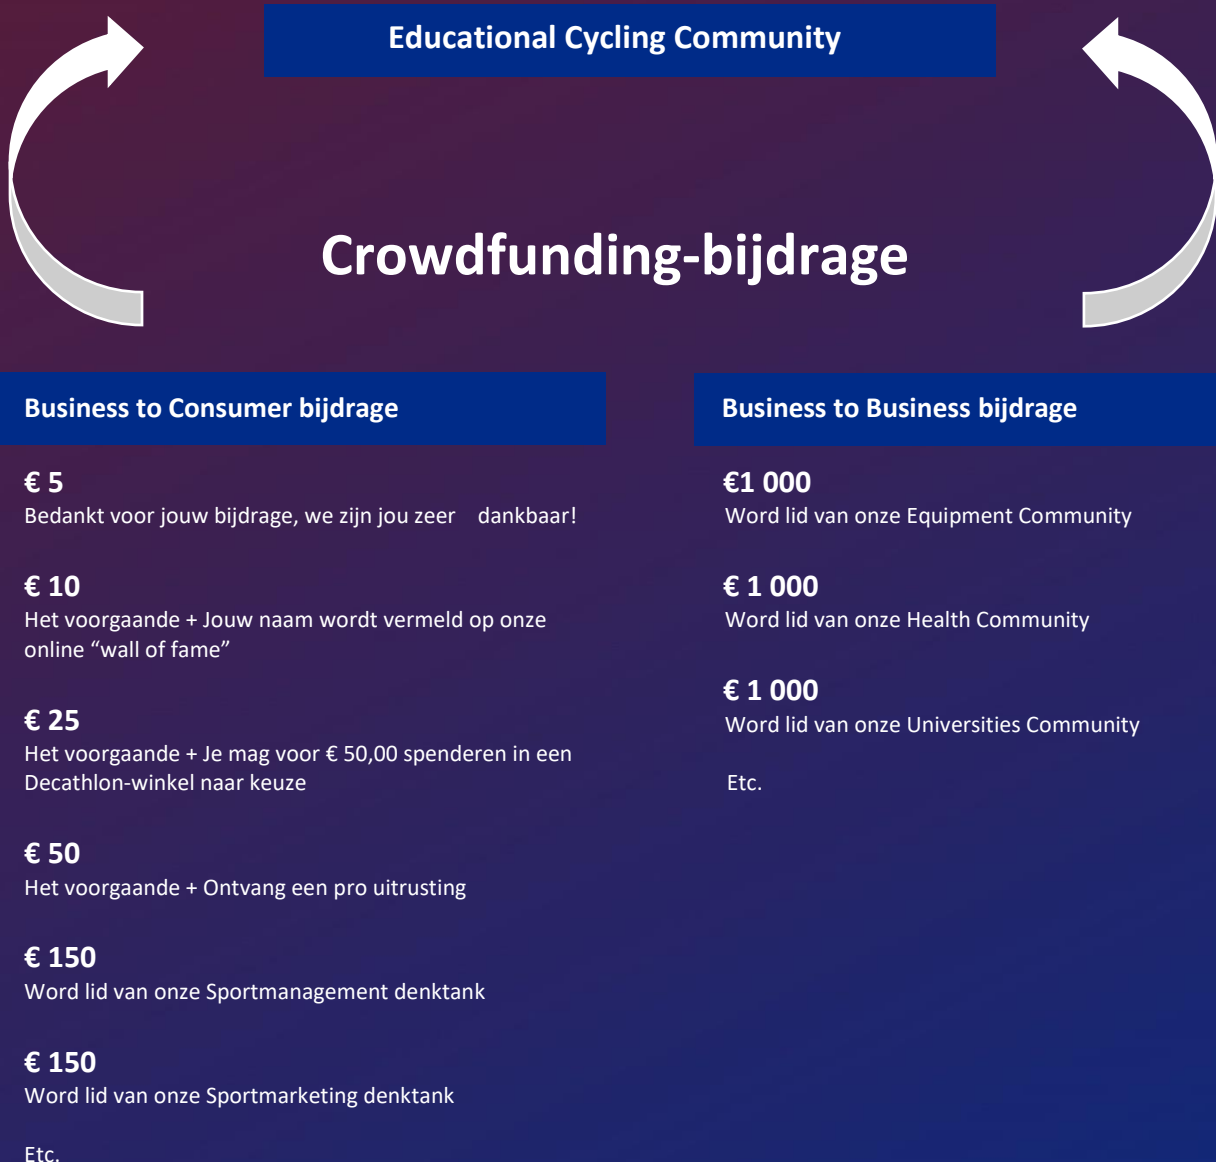 Educational Cycling Community
Crowdfunding-bijdrage
Business to Consumer bijdrage
€ 5
Bedankt voor jouw bijdrage, we zijn jou zeer dankbaar!
€ 10
Het voorgaande + Jouw naam wordt vermeld op onze
online “wall of fame”
€ 25
Het voorgaande + Je mag voor € 50,00 spenderen in een
Decathlon-winkel naar keuze
€ 50
Het voorgaande + Ontvang een pro uitrusting
€ 150
Word lid van onze Sportmanagement denktank
€ 150
Word lid van onze Sportmarketing denktank
Etc.
Business to Business bijdrage
€1 000
Word lid van onze Equipment Community
€ 1 000
Word lid van onze Health Community
€ 1 000
Word lid van onze Universities Community
Etc.